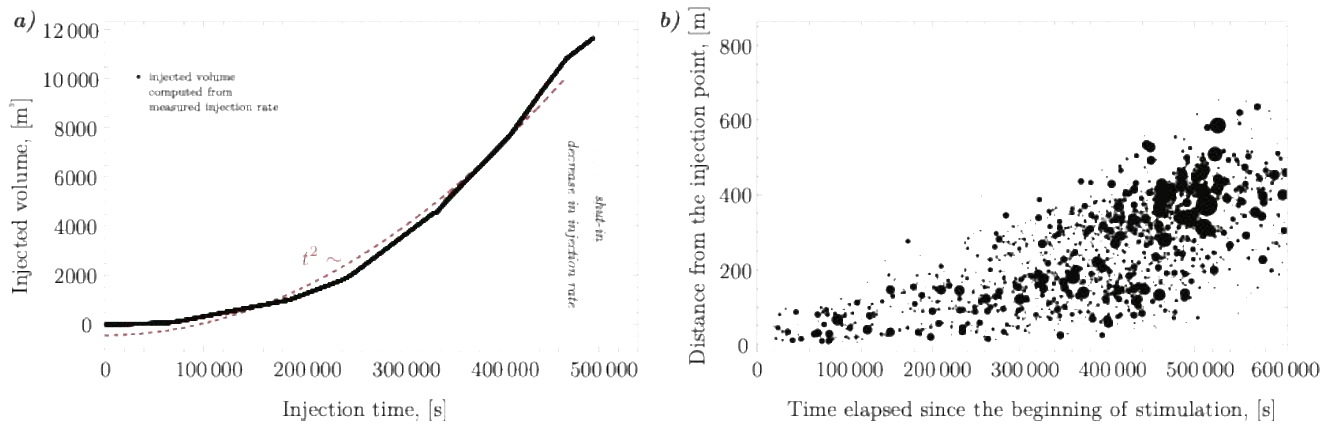 a)
Injected volume, [m³]
12 000
10 000
8000
6000
4000
2000
0
injected volume
computed from
measured injection rate
t² ∼
decrease in injection rate
shut-in
0 100 000 200 000 300 000 400 000 500 000
Injection time, [s]
b)
Distance from the injection point, [m]
800
600
400
200
0
0 100 000 200 000 300 000 400 000 500 000 600 000
Time elapsed since the beginning of stimulation, [s]